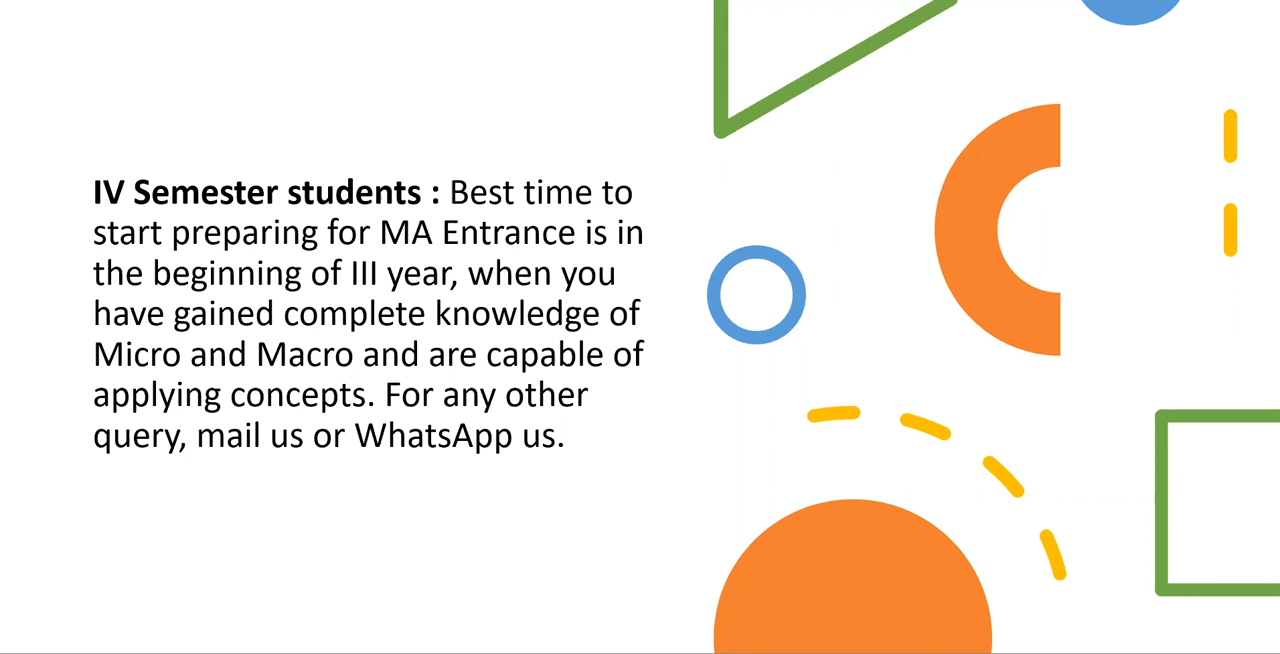 IV Semester students : Best time to
start preparing for MA Entrance is in
the beginning of III year, when you
have gained complete knowledge of
Micro and Macro and are capable of
applying concepts. For any other
query, mail us or WhatsApp us.